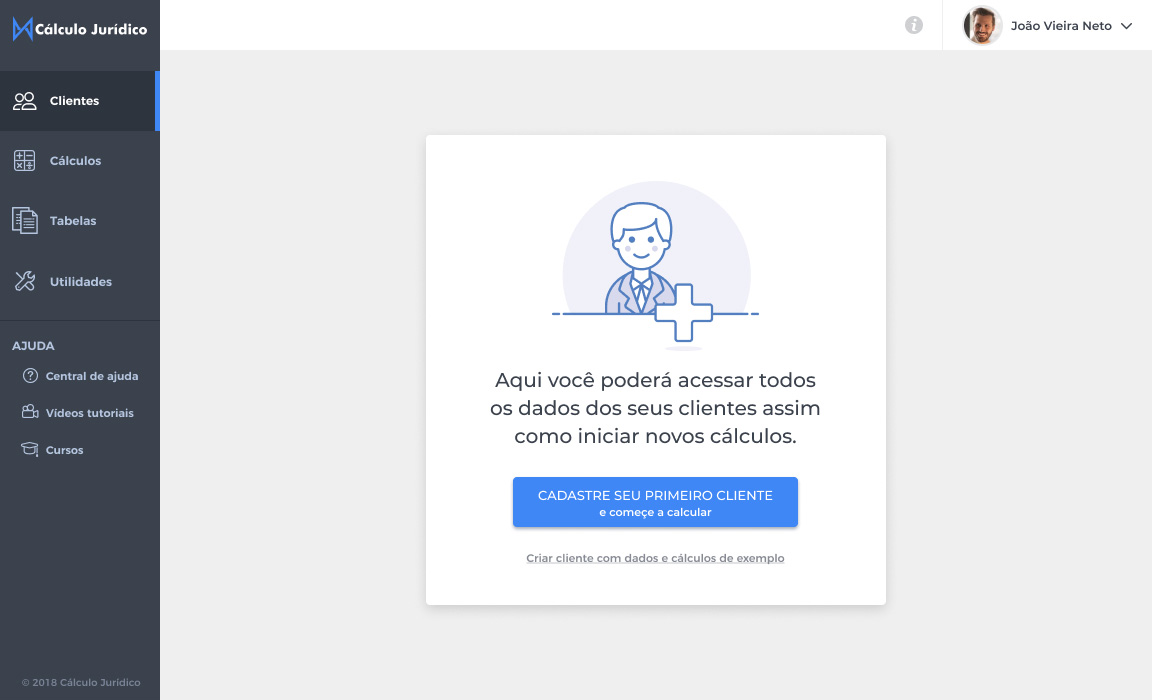 Cálculo Jurídico
João Vieira Neto
Clientes
Cálculos
Tabelas
Utilidades
AJUDA
Central de ajuda
Vídeos tutoriais
Cursos
© 2018 Cálculo Jurídico
Aqui você poderá acessar todos
os dados dos seus clientes assim
como iniciar novos cálculos.
CADASTRE SEU PRIMEIRO CLIENTE
e começe a calcular
Criar cliente com dados e cálculos de exemplo